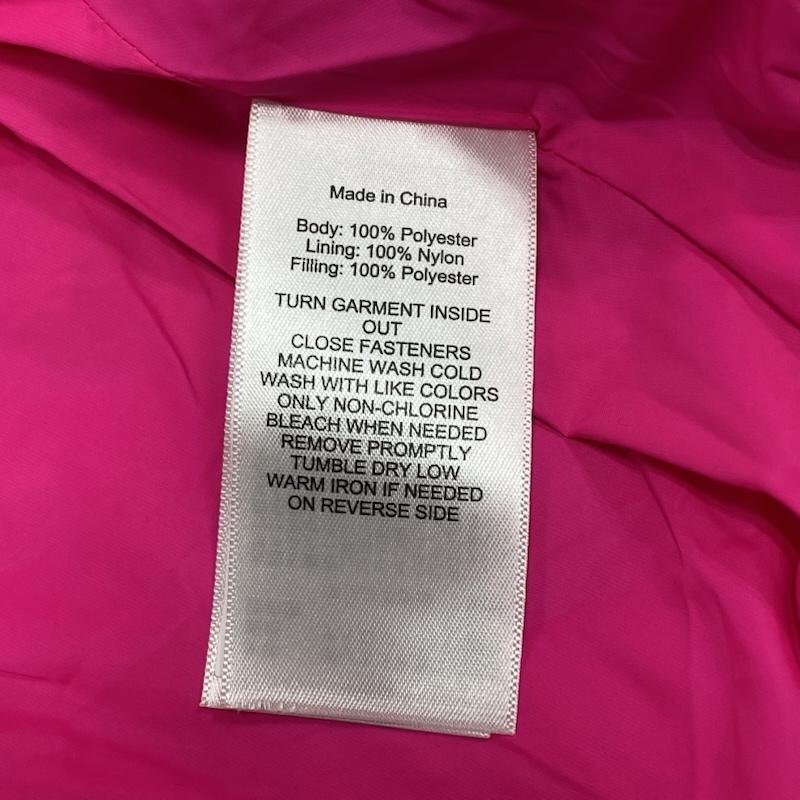 Made in China
Body: 100% Polyester
Lining: 100% Nylon
Filling: 100% Polyester
TURN GARMENT INSIDE
OUT
CLOSE FASTENERS
MACHINE WASH COLD
WASH WITH LIKE COLORS
ONLY NON-CHLORINE
BLEACH WHEN NEEDED
REMOVE PROMPTLY
TUMBLE DRY LOW
WARM IRON IF NEEDED
ON REVERSE SIDE